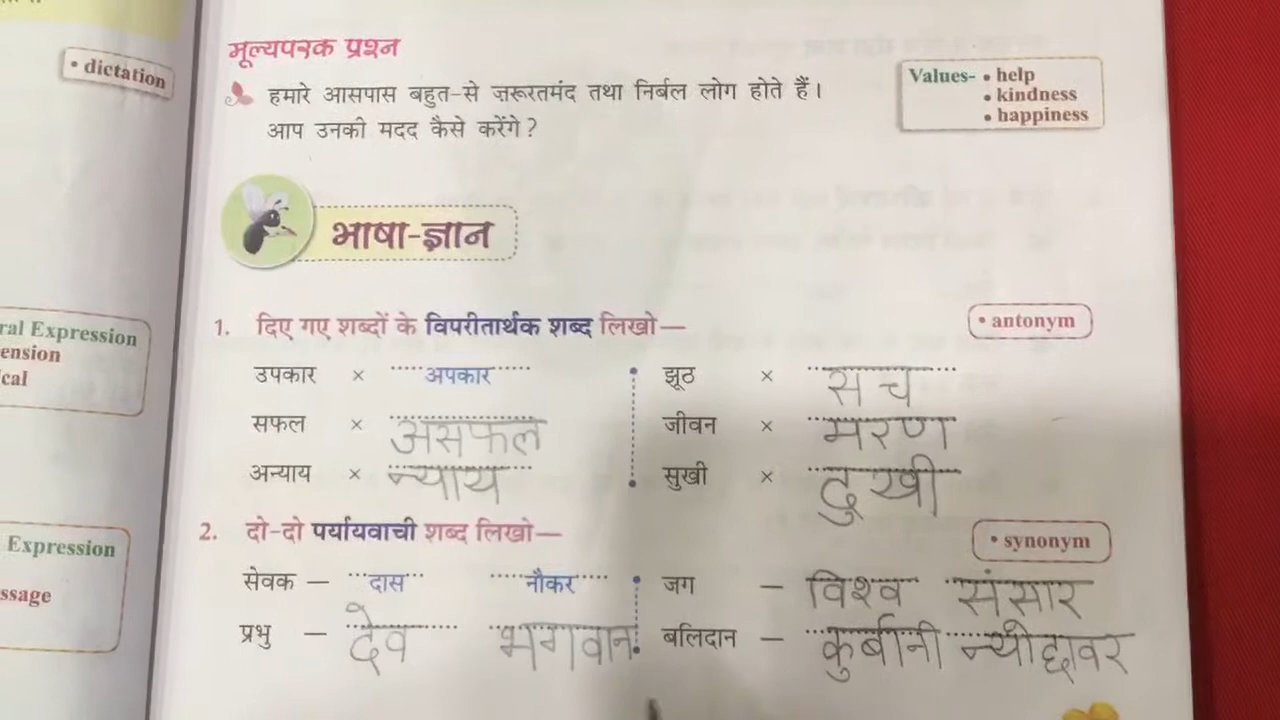 • dictation
मूल्यपरक प्रश्न
हमारे आसपास बहुत-से ज़रूरतमंद तथा निर्बल लोग होते हैं।
आप उनकी मदद कैसे करेंगे?
Values- • help
• kindness
• happiness
भाषा-ज्ञान
ral Expression
ension
cal
1. दिए गए शब्दों के विपरीतार्थक शब्द लिखो—
• antonym
उपकार × अपकार झूठ × सच
सफल × असफल जीवन × मरण
अन्याय × न्याय सुखी × दुखी
2. दो-दो पर्यायवाची शब्द लिखो—
• synonym
Expression
ssage
सेवक — दास नौकर जग — विश्व संसार
प्रभु — देव भगवान बलिदान — कुर्बानी न्योछावर